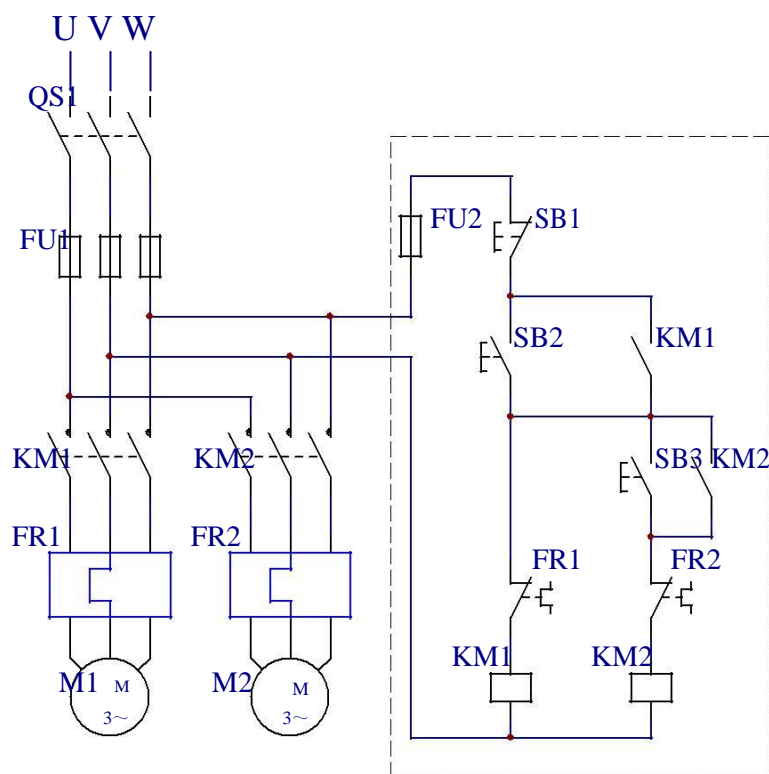 U V W
QS1
FU1
FU2 SB1
SB2 KM1
KM1 KM2 SB3 KM2
FR1 FR2 FR1 FR2
KM1 KM2
M1 M 3~ M2 M 3~